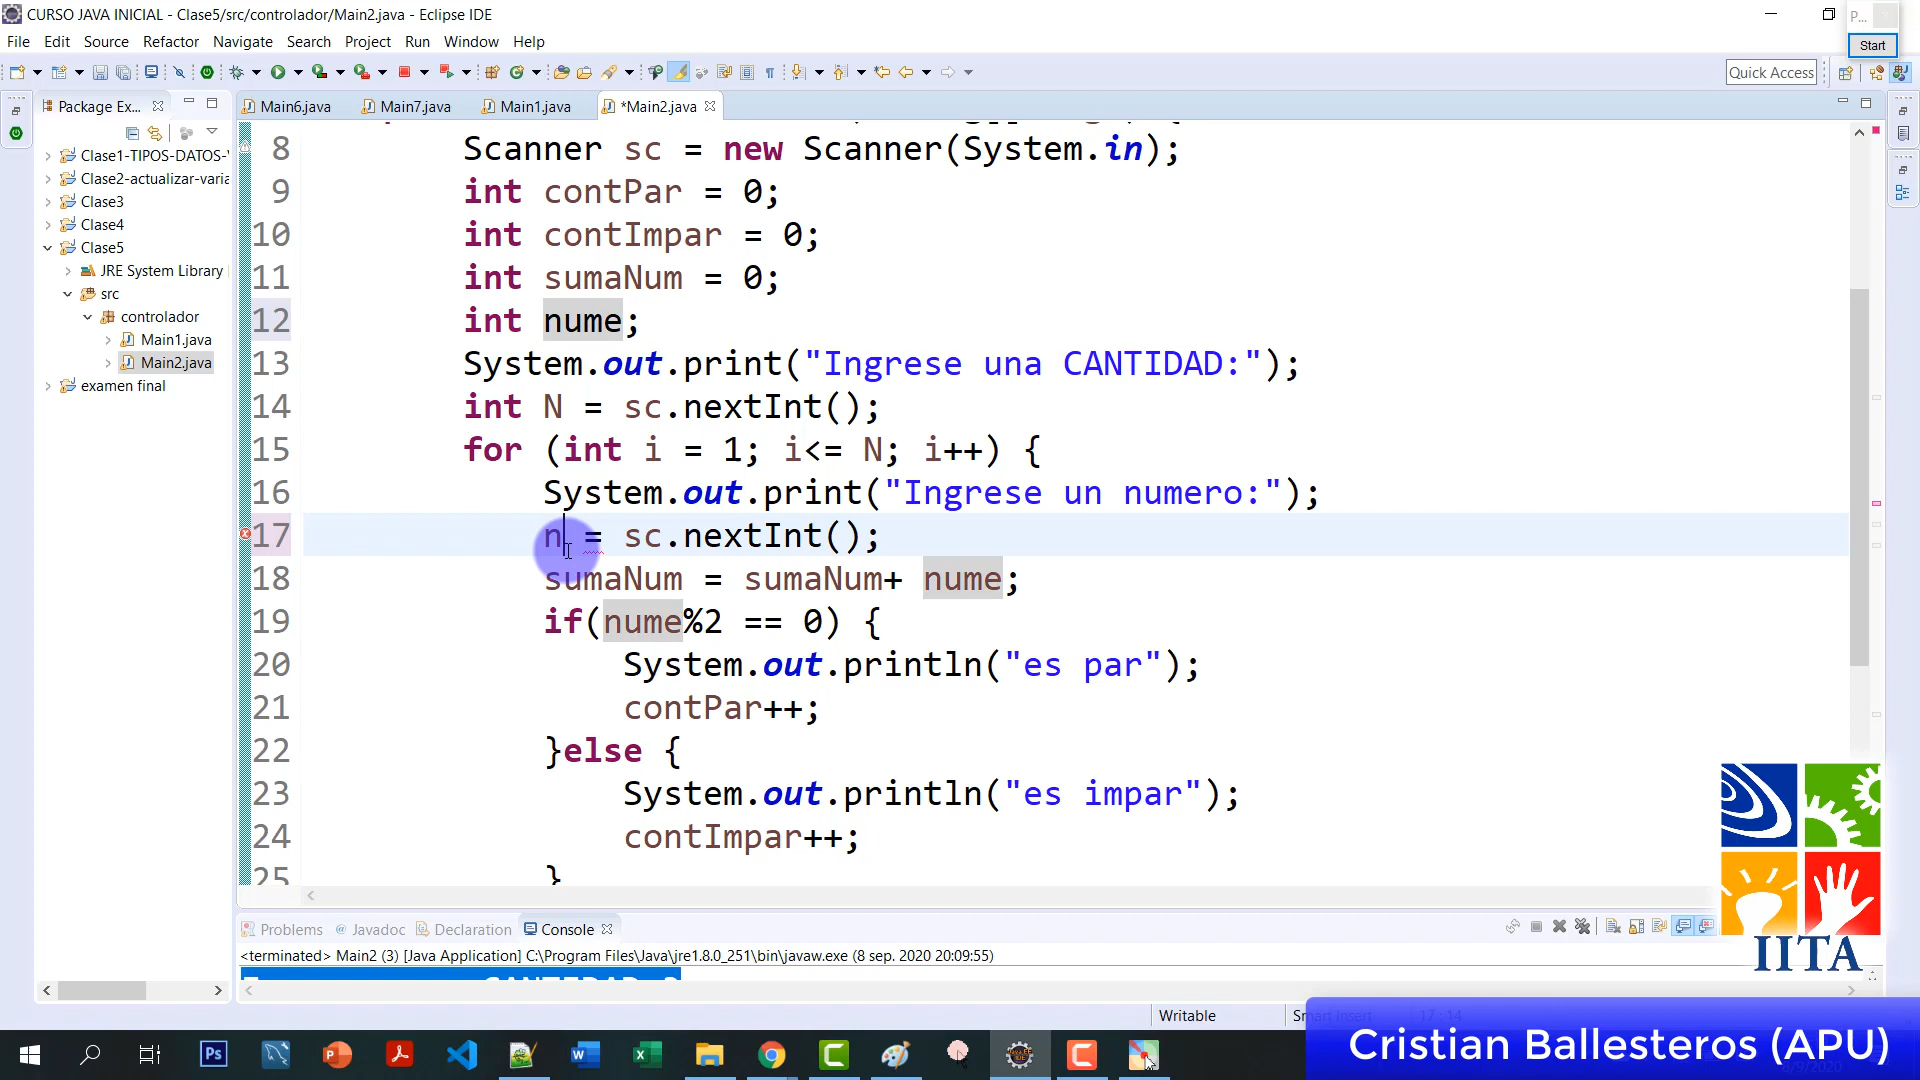 CURSO JAVA INICIAL - Clase5/src/controlador/Main2.java - Eclipse IDE
P...
File Edit Source Refactor Navigate Search Project Run Window Help
Start
Quick Access
Package Ex...
Main6.java Main7.java Main1.java *Main2.java
Clase1-TIPOS-DATOS-
Clase2-actualizar-varia
Clase3
Clase4
Clase5
JRE System Library
src
controlador
Main1.java
Main2.java
examen final
8 Scanner sc = new Scanner(System.in);
9 int contPar = 0;
10 int contImpar = 0;
11 int sumaNum = 0;
12 int nume;
13 System.out.print("Ingrese una CANTIDAD:");
14 int N = sc.nextInt();
15 for (int i = 1; i<= N; i++) {
16 System.out.print("Ingrese un numero:");
17 n = sc.nextInt();
18 sumaNum = sumaNum+ nume;
19 if(nume%2 == 0) {
20 System.out.println("es par");
21 contPar++;
22 }else {
23 System.out.println("es impar");
24 contImpar++;
25 }
Problems Javadoc Declaration Console
<terminated> Main2 (3) [Java Application] C:\Program Files\Java\jre1.8.0_251\bin\javaw.exe (8 sep. 2020 20:09:55)
IITA
Writable
Cristian Ballesteros (APU)